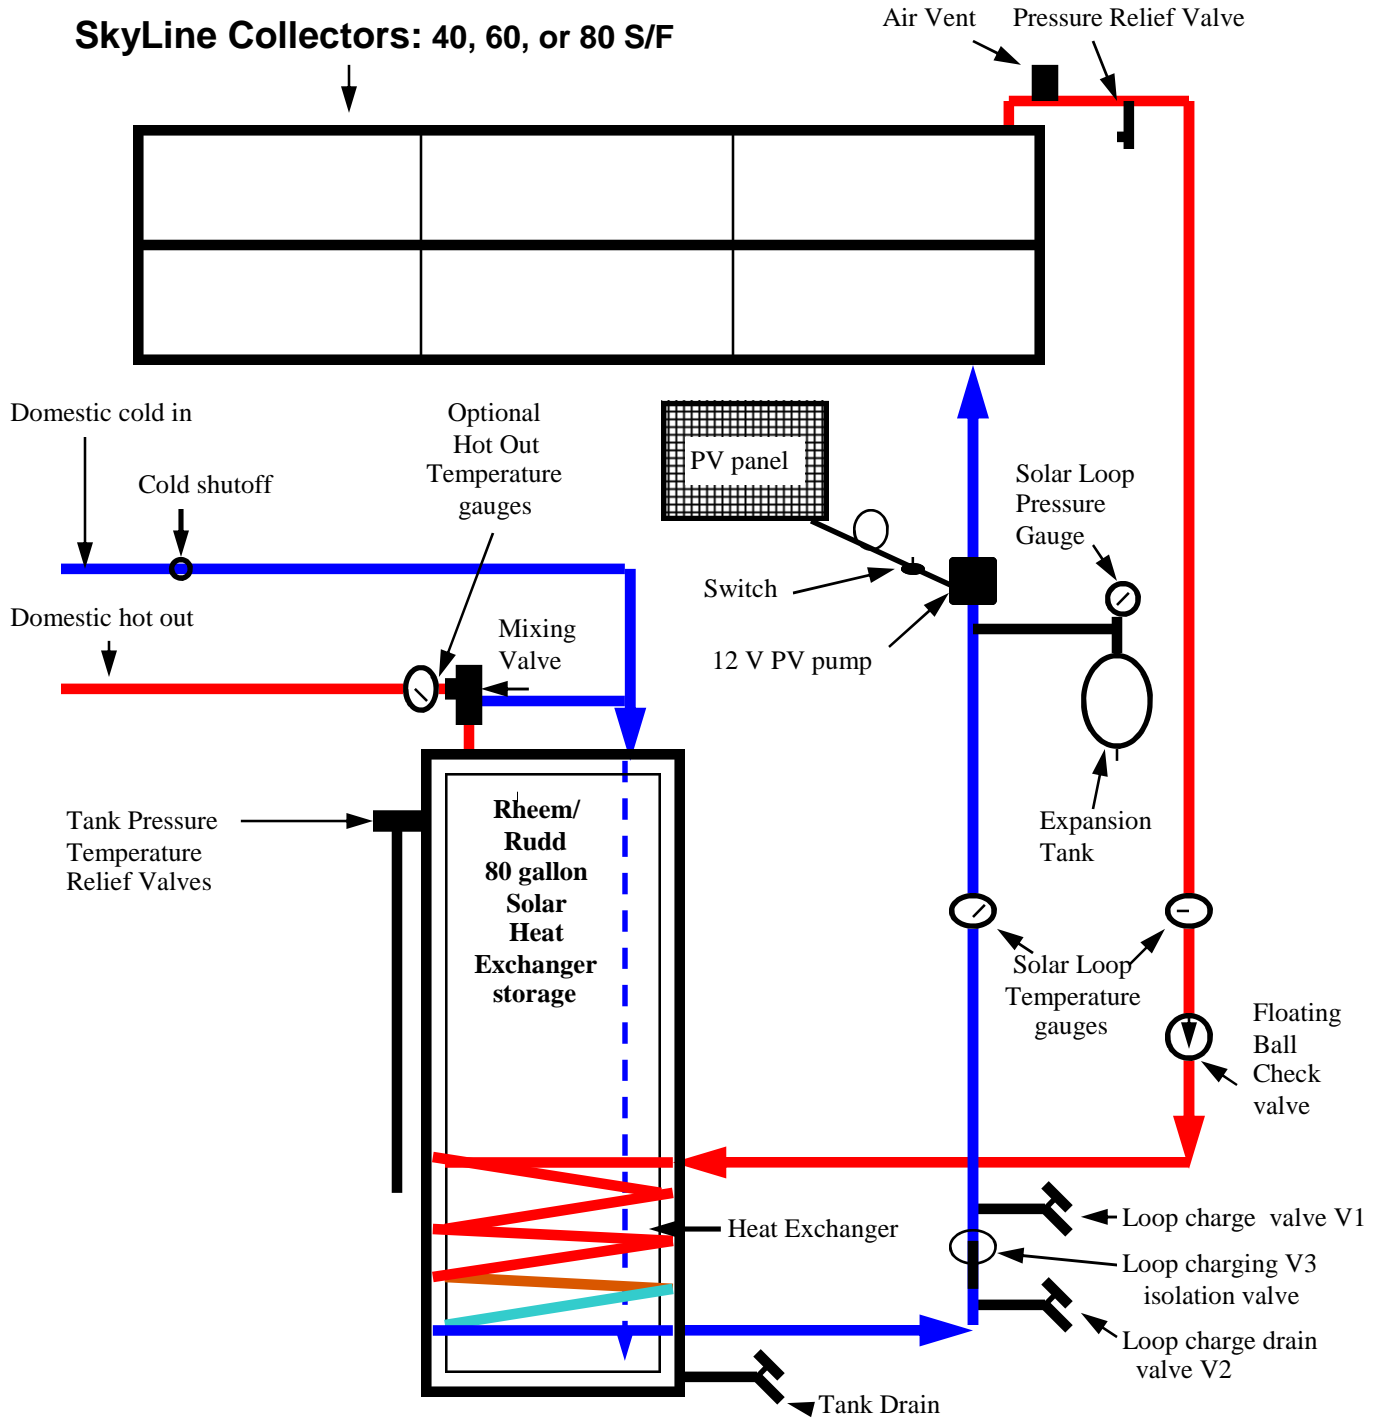 SkyLine Collectors: 40, 60, or 80 S/F
Air Vent
Pressure Relief Valve
Domestic cold in
Cold shutoff
Optional
Hot Out
Temperature
gauges
PV panel
Solar Loop
Pressure
Gauge
Switch
Domestic hot out
Mixing
Valve
12 V PV pump
Tank Pressure
Temperature
Relief Valves
Rheem/
Rudd
80 gallon
Solar
Heat
Exchanger
storage
Expansion
Tank
Solar Loop
Temperature
gauges
Floating
Ball
Check
valve
Heat Exchanger
Loop charge valve V1
Loop charging V3
isolation valve
Loop charge drain
valve V2
Tank Drain